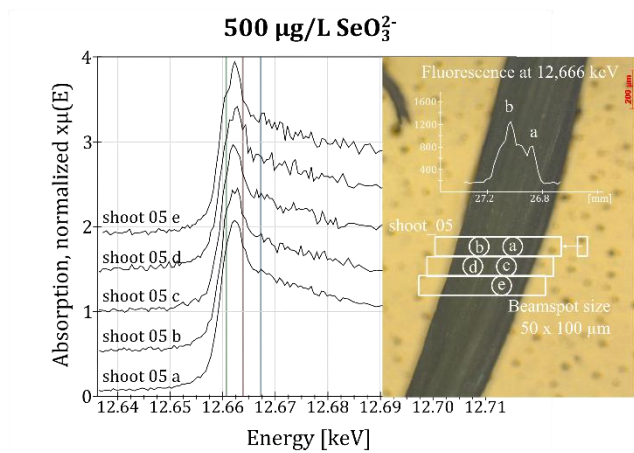 500 µg/L SeO₃²⁻
Absorption, normalized xµ(E)
4
3
2
1
0
shoot 05 e
shoot 05 d
shoot 05 c
shoot 05 b
shoot 05 a
12.64 12.65 12.66 12.67 12.68 12.69 12.70 12.71
Energy [keV]
Fluorescence at 12,666 keV
200 µm
1600
1200
800
400
b
a
27.2 26.8 [mm]
shoot_05
b a
d c
e
Beamspot size
50 x 100 µm